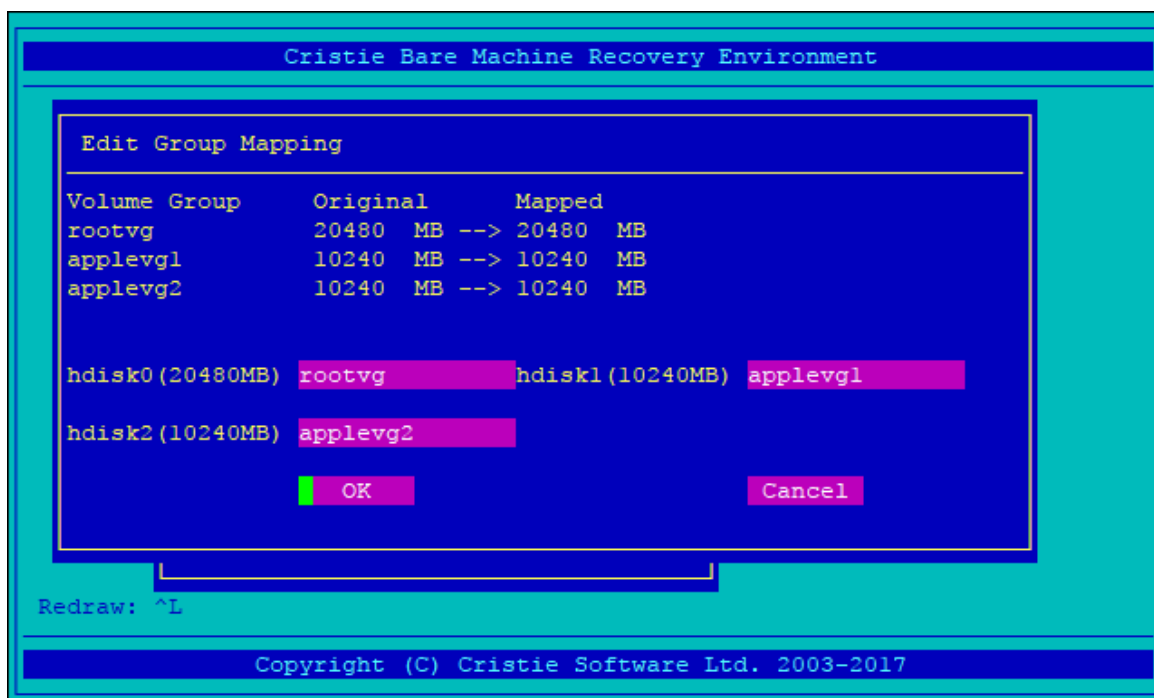 Cristie Bare Machine Recovery Environment
Edit Group Mapping
Volume Group Original Mapped
rootvg 20480 MB --> 20480 MB
applevg1 10240 MB --> 10240 MB
applevg2 10240 MB --> 10240 MB
hdisk0(20480MB) rootvg hdisk1(10240MB) applevg1
hdisk2(10240MB) applevg2
OK Cancel
Redraw: ^L
Copyright (C) Cristie Software Ltd. 2003-2017